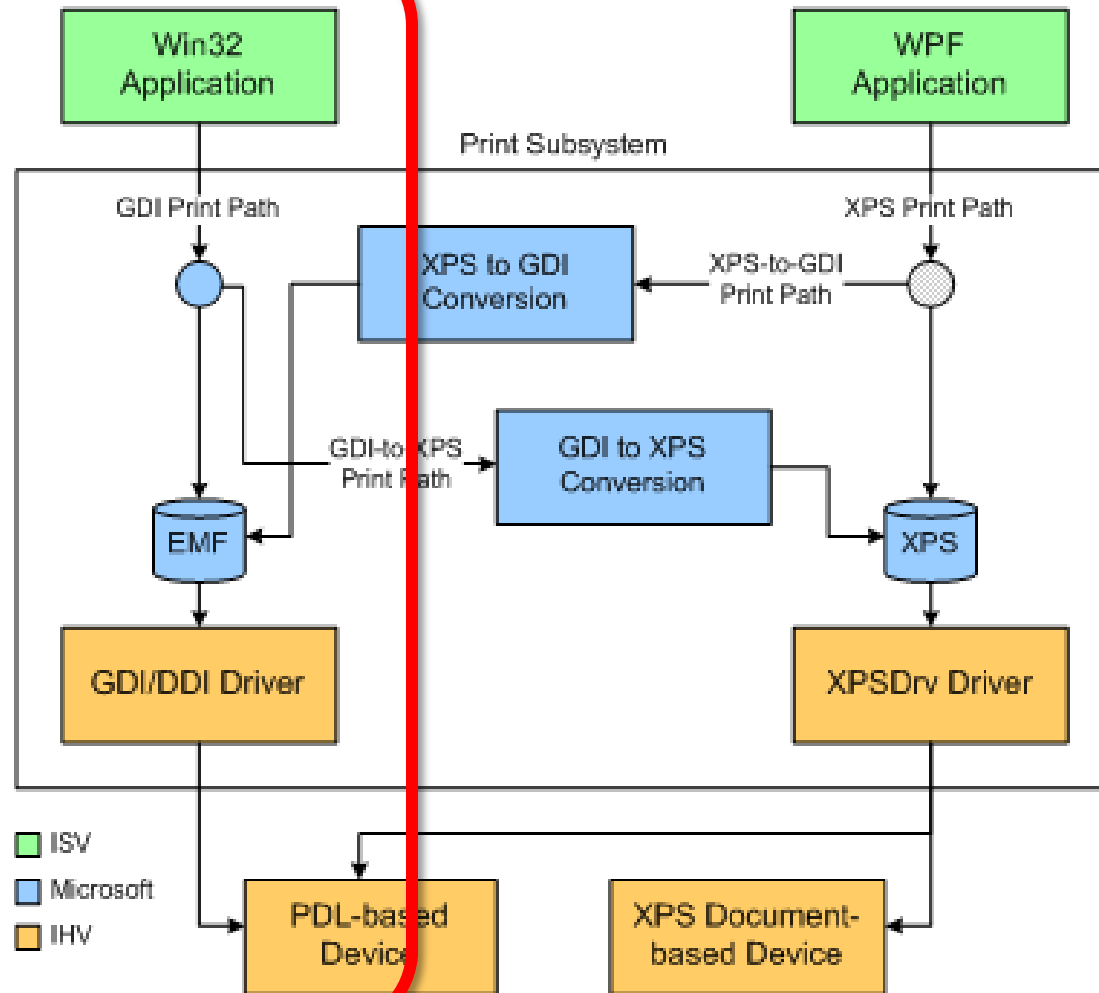 Win32
Application
WPF
Application
Print Subsystem
GDI Print Path
XPS Print Path
XPS to GDI
Conversion
XPS-to-GDI
Print Path
GDI-to-XPS
Print Path
GDI to XPS
Conversion
EMF
XPS
GDI/DDI Driver
XPSDrv Driver
ISV
Microsoft
IHV
PDL-based
Device
XPS Document-
based Device